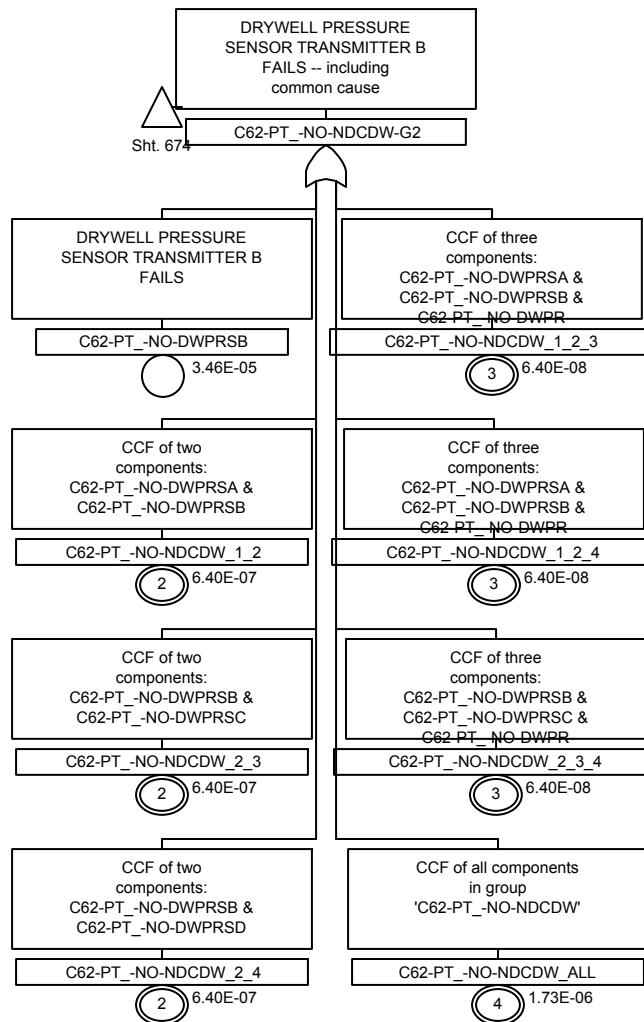 DRYWELL PRESSURE
SENSOR TRANSMITTER B
FAILS -- including
common cause
Sht. 674
C62-PT_-NO-NDCDW-G2
DRYWELL PRESSURE
SENSOR TRANSMITTER B
FAILS
C62-PT_-NO-DWPRSB
3.46E-05
CCF of three
components:
C62-PT_-NO-DWPRSA &
C62-PT_-NO-DWPRSB &
C62-PT_-NO-DWPR
C62-PT_-NO-NDCDW_1_2_3
3
6.40E-08
CCF of two
components:
C62-PT_-NO-DWPRSA &
C62-PT_-NO-DWPRSB
C62-PT_-NO-NDCDW_1_2
2
6.40E-07
CCF of three
components:
C62-PT_-NO-DWPRSA &
C62-PT_-NO-DWPRSB &
C62-PT_-NO-DWPR
C62-PT_-NO-NDCDW_1_2_4
3
6.40E-08
CCF of two
components:
C62-PT_-NO-DWPRSB &
C62-PT_-NO-DWPRSC
C62-PT_-NO-NDCDW_2_3
2
6.40E-07
CCF of three
components:
C62-PT_-NO-DWPRSB &
C62-PT_-NO-DWPRSC &
C62-PT_-NO-DWPR
C62-PT_-NO-NDCDW_2_3_4
3
6.40E-08
CCF of two
components:
C62-PT_-NO-DWPRSB &
C62-PT_-NO-DWPRSD
C62-PT_-NO-NDCDW_2_4
2
6.40E-07
CCF of all components
in group
'C62-PT_-NO-NDCDW'
C62-PT_-NO-NDCDW_ALL
4
1.73E-06